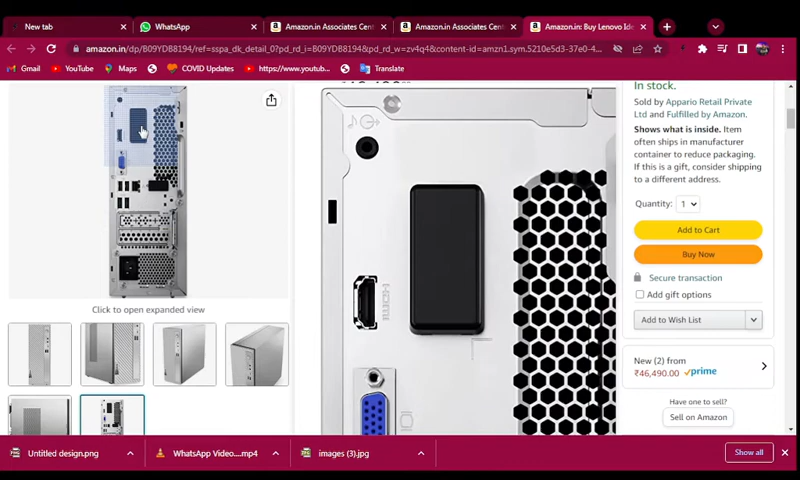 New tab
WhatsApp
Amazon.in Associates Cent
Amazon.in Associates Cent
Amazon.in: Buy Lenovo Ide
amazon.in/dp/B09YDB8194/ref=sspa_dk_detail_0?pd_rd_i=B09YDB8194&pd_rd_w=zv4q4&content-id=amzn1.sym.5210e5d3-37e0-4...
Gmail
YouTube
Maps
COVID Updates
https://www.youtub...
Translate
In stock.
Sold by Appario Retail Private
Ltd and Fulfilled by Amazon.
Shows what is inside. Item
often ships in manufacturer
container to reduce packaging.
If this is a gift, consider shipping
to a different address.
Quantity: 1
Add to Cart
Buy Now
Secure transaction
Add gift options
Add to Wish List
New (2) from
₹46,490.00 prime
Have one to sell?
Sell on Amazon
Click to open expanded view
Untitled design.png
WhatsApp Video....mp4
images (3).jpg
Show all